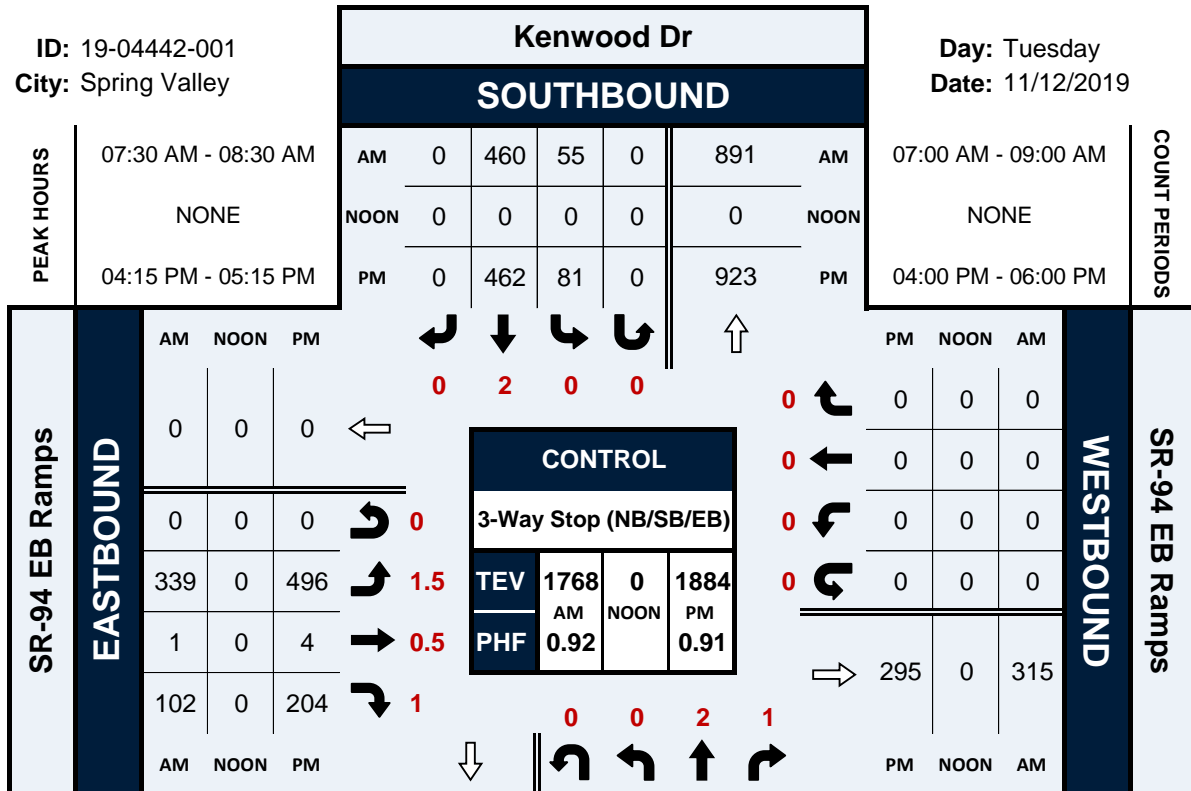 ID: 19-04442-001
City: Spring Valley
Kenwood Dr
SOUTHBOUND
Day: Tuesday
Date: 11/12/2019
PEAK HOURS
07:30 AM - 08:30 AM
NONE
04:15 PM - 05:15 PM
AM 0 460 55 0 891 AM
NOON 0 0 0 0 0 NOON
PM 0 462 81 0 923 PM
07:00 AM - 09:00 AM
NONE
04:00 PM - 06:00 PM
COUNT PERIODS
0 2 0 0
SR-94 EB Ramps
EASTBOUND
AM NOON PM
0 0 0
0 0 0 0
339 0 496 1.5
1 0 4 0.5
102 0 204 1
AM NOON PM
CONTROL
3-Way Stop (NB/SB/EB)
TEV 1768 0 1884
AM NOON PM
PHF 0.92 0.91
0 0 2 1
PM NOON AM
0 0 0 0
0 0 0 0
0 0 0 0
0 0 0 0
295 0 315
PM NOON AM
WESTBOUND
SR-94 EB Ramps